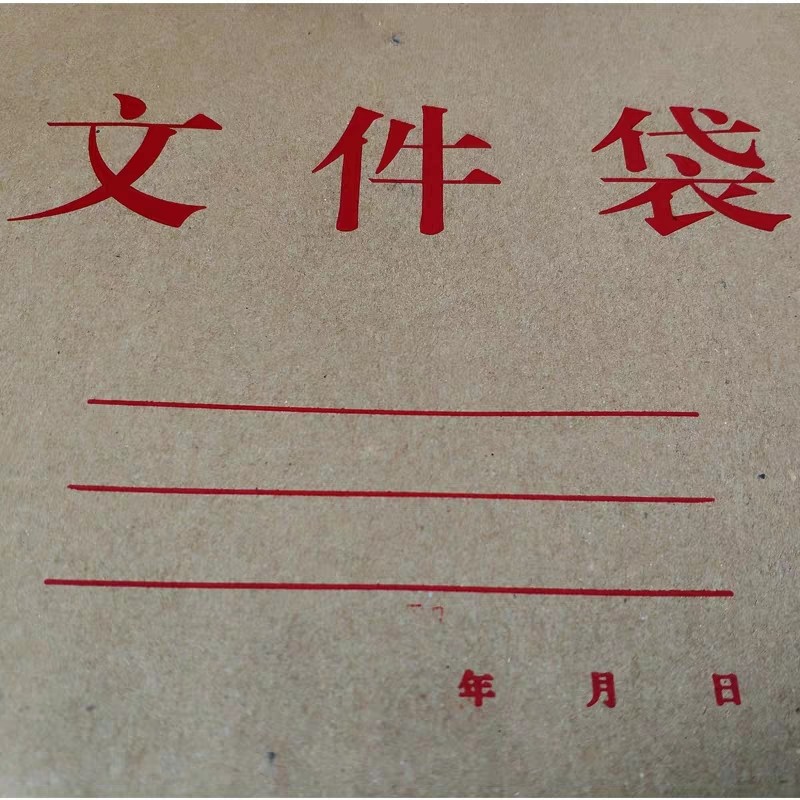 文件袋
年 月 日